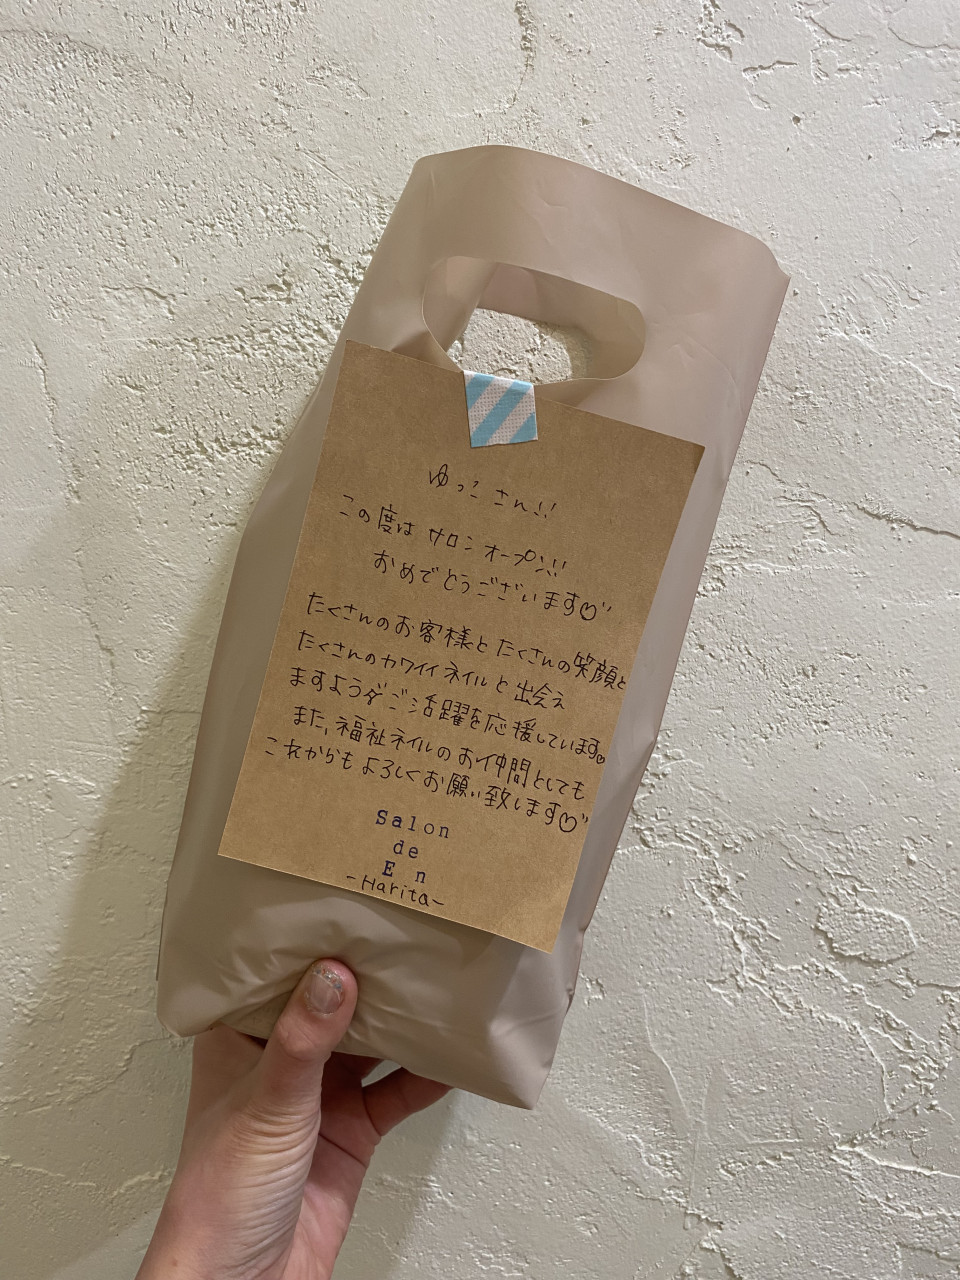 ゆっこさん!!
この度は サロン オープン!!
おめでとうございます♡"
たくさんのお客様と たくさんの笑顔と
たくさんのカワイイ ネイルと 出会え
ますよう ご活躍を応援しています。
また、福祉ネイルの お仲間としても
これからも よろしくお願い致します♡"
Salon
de
En
-Harita-